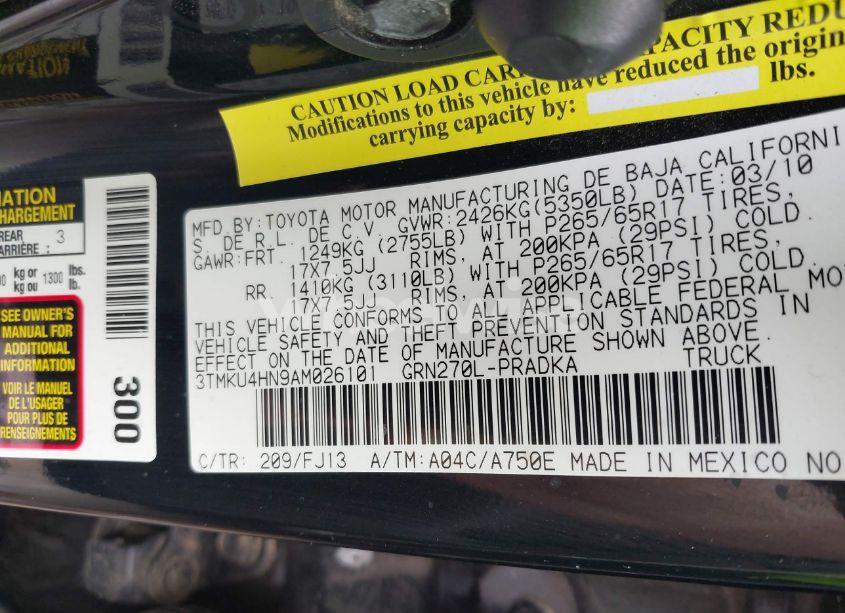 CAUTION LOAD CAR PACITY REDU
Modifications to this vehicle have reduced the origin
carrying capacity by: lbs.
MFD.BY:TOYOTA MOTOR MANUFACTURING DE BAJA CALIFORNI
S. DE R.L. DE C.V. GVWR:2426KG(5350LB) DATE:03/10
GAWR:FRT. 1249KG (2755LB) WITH P265/65R17 TIRES,
17X7.5JJ RIMS, AT 200KPA (29PSI) COLD.
RR 1410KG (3110LB) WITH P265/65R17 TIRES,
17X7.5JJ RIMS, AT 200KPA (29PSI) COLD.
THIS VEHICLE CONFORMS TO ALL APPLICABLE FEDERAL MO
VEHICLE SAFETY AND THEFT PREVENTION STANDARDS IN
EFFECT ON THE DATE OF MANUFACTURE SHOWN ABOVE.
3TMKU4HN9AM026101 GRN270L-PRADKA TRUCK
C/TR: 209/FJ13 A/TM:A04C/A750E MADE IN MEXICO NO
MATION
CHARGEMENT
REAR
ARRIÈRE : 3
kg or 1300 lbs.
kg ou lb.
SEE OWNER'S
MANUAL FOR
ADDITIONAL
INFORMATION
VOIR LE MANUEL
DE L'USAGER
POUR PLUS DE
RENSEIGNEMENTS
300